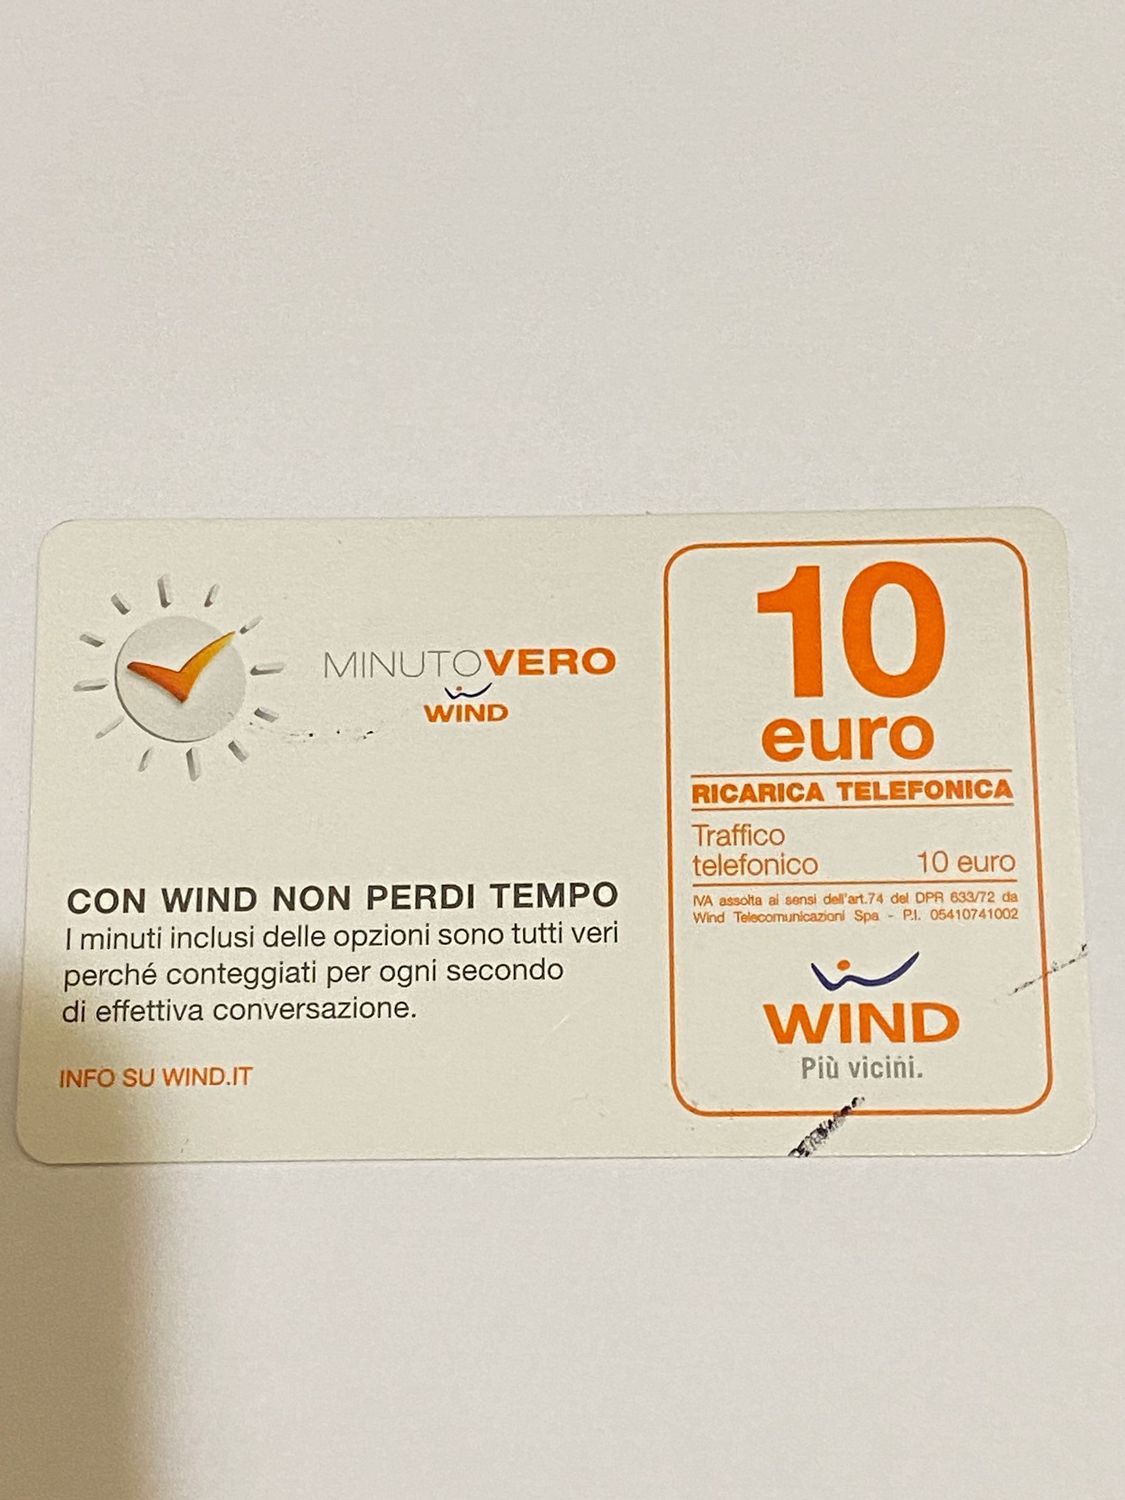 MINUTOVERO
WIND
CON WIND NON PERDI TEMPO
I minuti inclusi delle opzioni sono tutti veri
perché conteggiati per ogni secondo
di effettiva conversazione.
INFO SU WIND.IT
10
euro
RICARICA TELEFONICA
Traffico
telefonico 10 euro
IVA assolta ai sensi dell'art.74 del DPR 633/72 da
Wind Telecomunicazioni Spa - P.I. 05410741002
WIND
Più vicini.